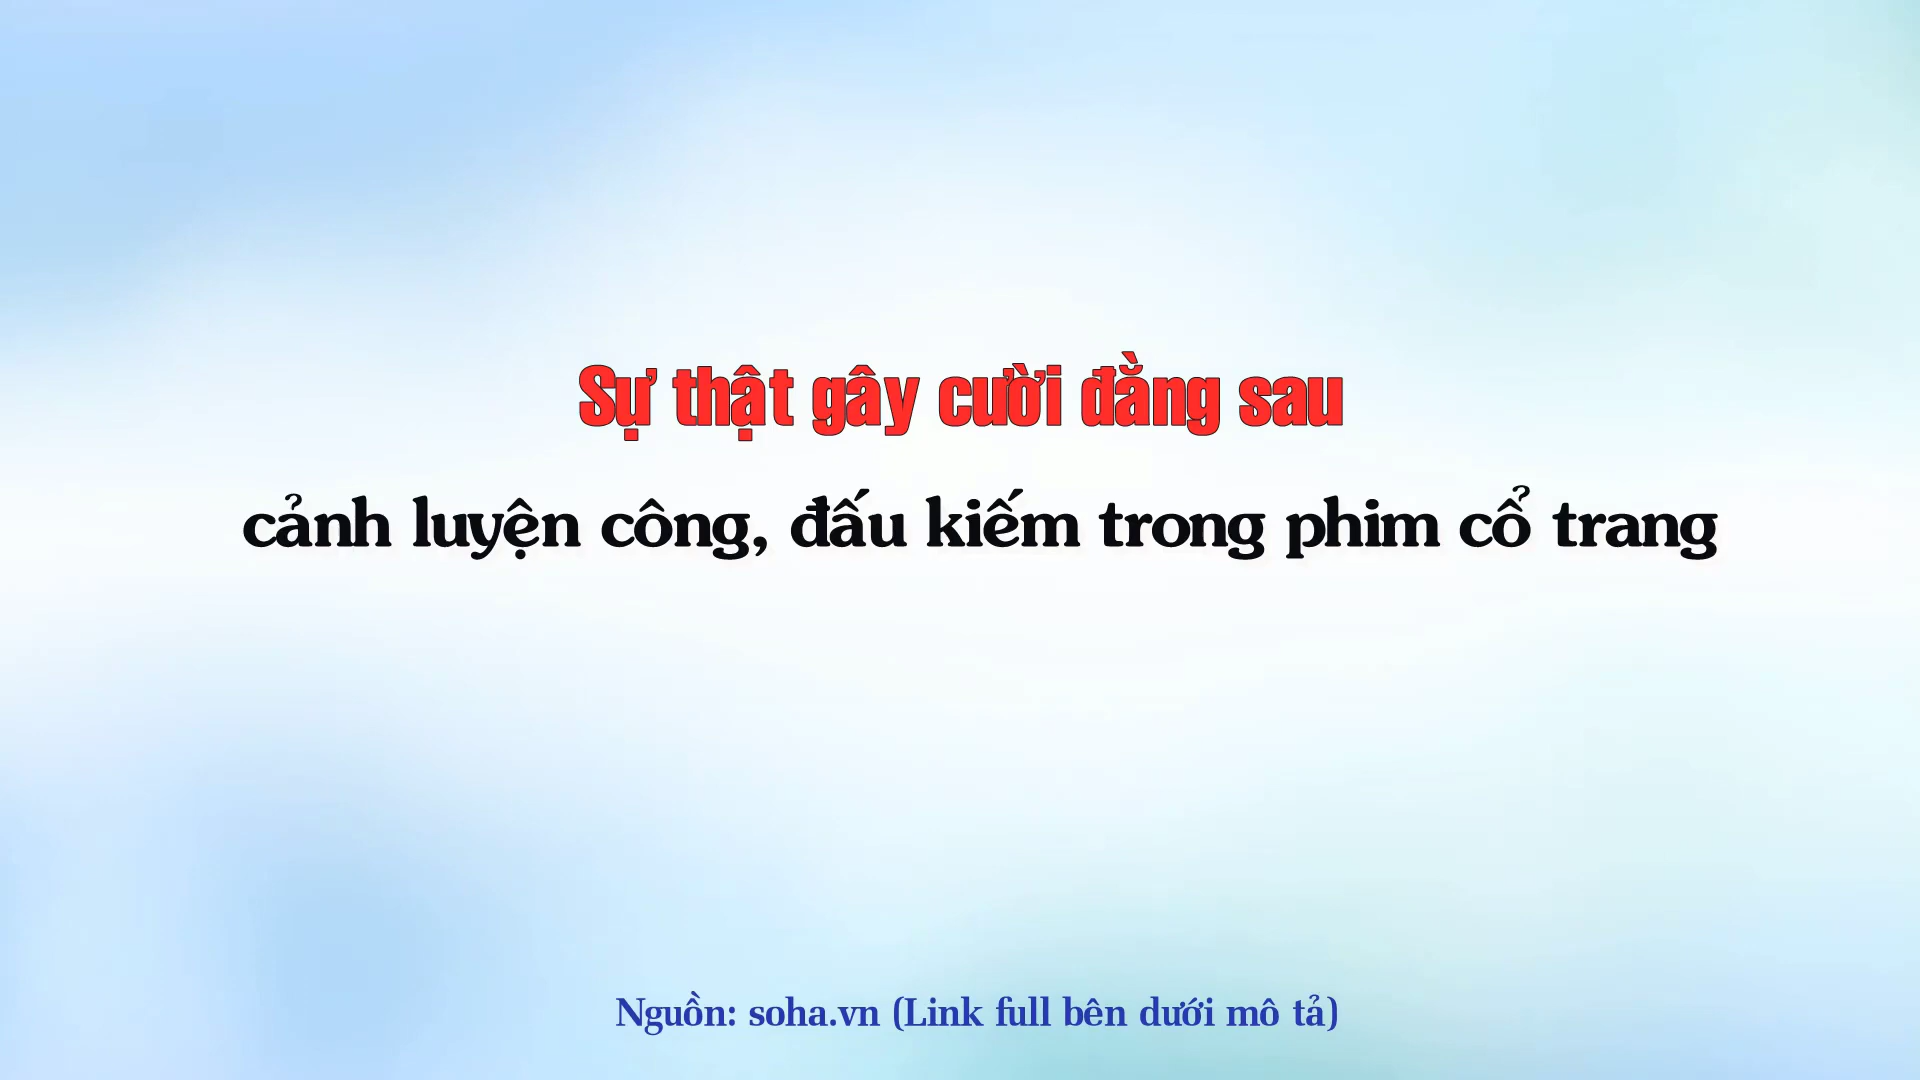 Sự thật gây cười đằng sau
cảnh luyện công, đấu kiếm trong phim cổ trang
Nguồn: soha.vn (Link full bên dưới mô tả)